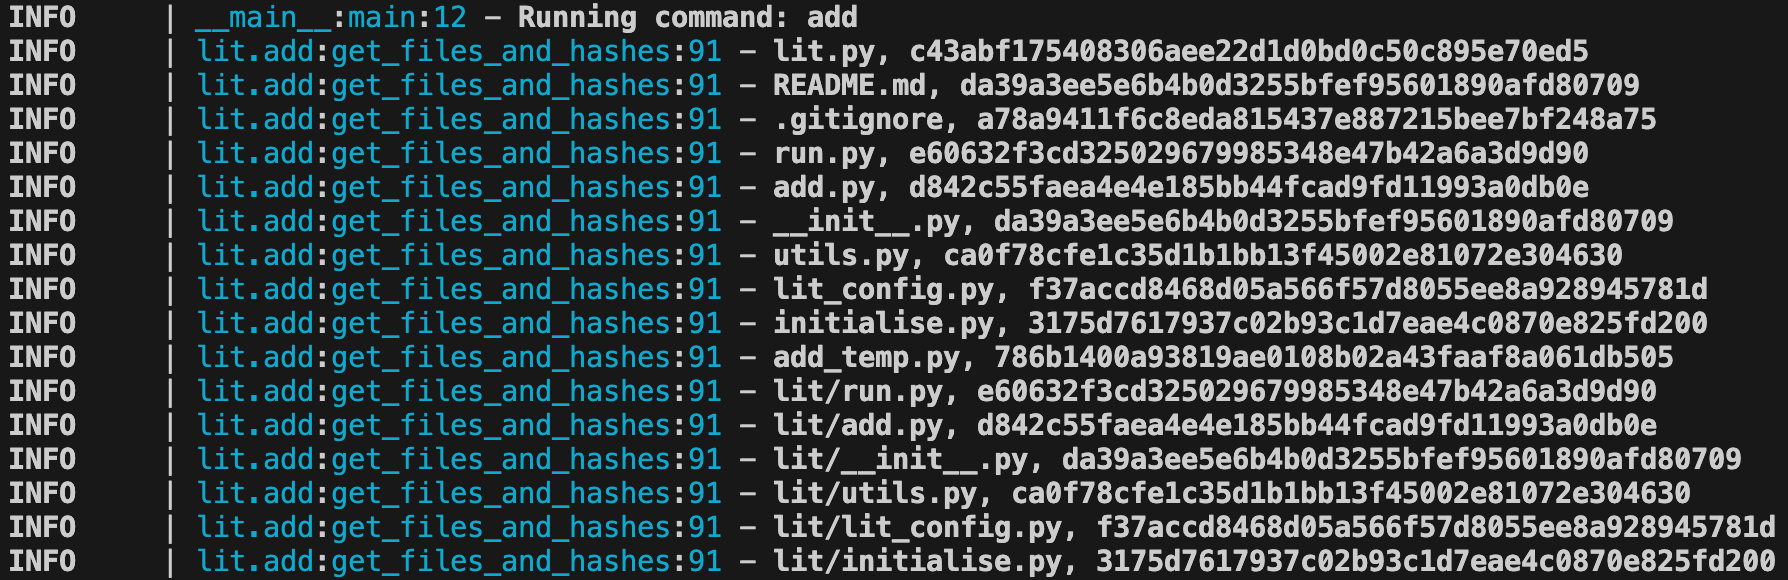 INFO     | __main__:main:12 – Running command: add
INFO     | lit.add:get_files_and_hashes:91 – lit.py, c43abf175408306aee22d1d0bd0c50c895e70ed5
INFO     | lit.add:get_files_and_hashes:91 – README.md, da39a3ee5e6b4b0d3255bfef95601890afd80709
INFO     | lit.add:get_files_and_hashes:91 – .gitignore, a78a9411f6c8eda815437e887215bee7bf248a75
INFO     | lit.add:get_files_and_hashes:91 – run.py, e60632f3cd325029679985348e47b42a6a3d9d90
INFO     | lit.add:get_files_and_hashes:91 – add.py, d842c55faea4e4e185bb44fcad9fd11993a0db0e
INFO     | lit.add:get_files_and_hashes:91 – __init__.py, da39a3ee5e6b4b0d3255bfef95601890afd80709
INFO     | lit.add:get_files_and_hashes:91 – utils.py, ca0f78cfe1c35d1b1bb13f45002e81072e304630
INFO     | lit.add:get_files_and_hashes:91 – lit_config.py, f37accd8468d05a566f57d8055ee8a928945781d
INFO     | lit.add:get_files_and_hashes:91 – initialise.py, 3175d7617937c02b93c1d7eae4c0870e825fd200
INFO     | lit.add:get_files_and_hashes:91 – add_temp.py, 786b1400a93819ae0108b02a43faaf8a061db505
INFO     | lit.add:get_files_and_hashes:91 – lit/run.py, e60632f3cd325029679985348e47b42a6a3d9d90
INFO     | lit.add:get_files_and_hashes:91 – lit/add.py, d842c55faea4e4e185bb44fcad9fd11993a0db0e
INFO     | lit.add:get_files_and_hashes:91 – lit/__init__.py, da39a3ee5e6b4b0d3255bfef95601890afd80709
INFO     | lit.add:get_files_and_hashes:91 – lit/utils.py, ca0f78cfe1c35d1b1bb13f45002e81072e304630
INFO     | lit.add:get_files_and_hashes:91 – lit/lit_config.py, f37accd8468d05a566f57d8055ee8a928945781d
INFO     | lit.add:get_files_and_hashes:91 – lit/initialise.py, 3175d7617937c02b93c1d7eae4c0870e825fd200